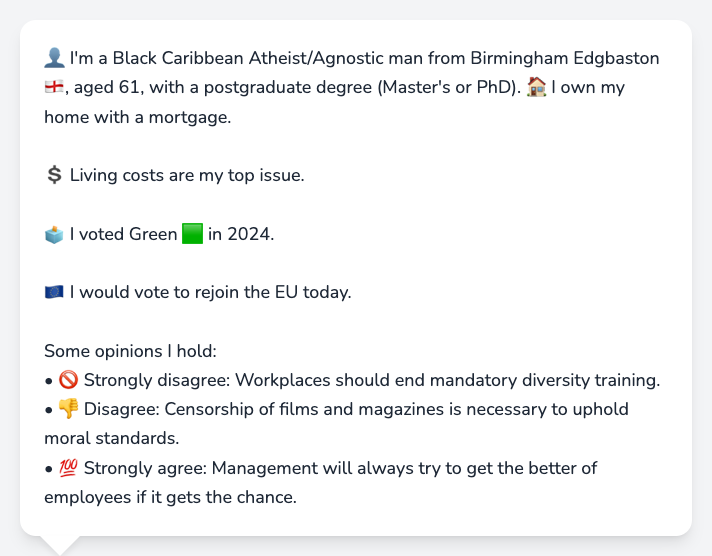 👤 I'm a Black Caribbean Atheist/Agnostic man from Birmingham Edgbaston
🏴󠁧󠁢󠁥󠁮󠁧󠁿, aged 61, with a postgraduate degree (Master's or PhD). 🏠 I own my
home with a mortgage.
💲 Living costs are my top issue.
🗳️ I voted Green 🟩 in 2024.
🇪🇺 I would vote to rejoin the EU today.
Some opinions I hold:
• 🚫 Strongly disagree: Workplaces should end mandatory diversity training.
• 👎 Disagree: Censorship of films and magazines is necessary to uphold
moral standards.
• 💯 Strongly agree: Management will always try to get the better of
employees if it gets the chance.